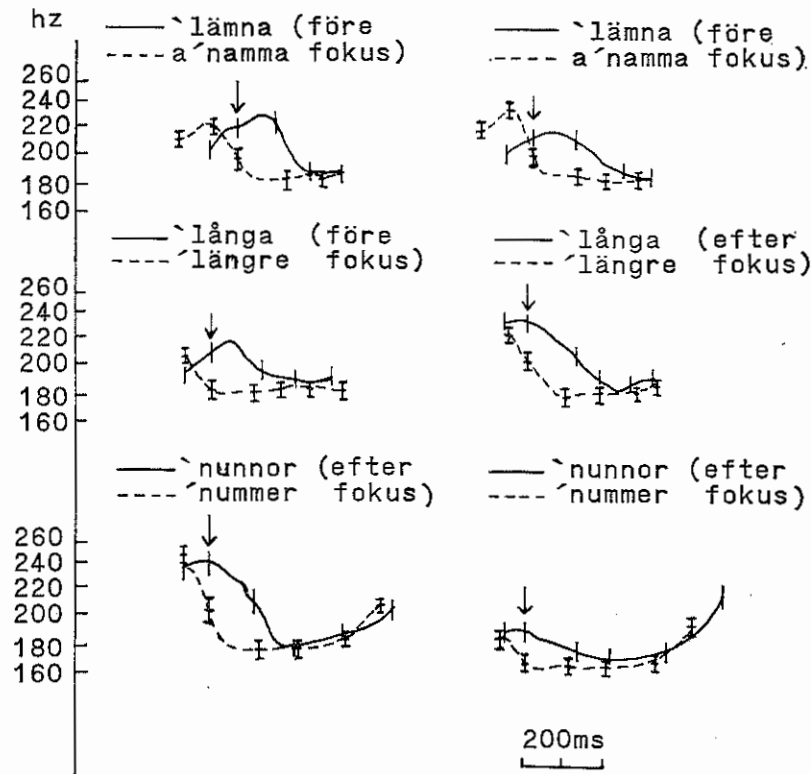 hz
`lämna (före
a´namma fokus)
`lämna (före
a´namma fokus)
260
240
220
200
180
160
`långa (före
´längre fokus)
`långa (efter
´längre fokus)
260
240
220
200
180
160
`nunnor (efter
´nummer fokus)
`nunnor (efter
´nummer fokus)
260
240
220
200
180
160
200ms